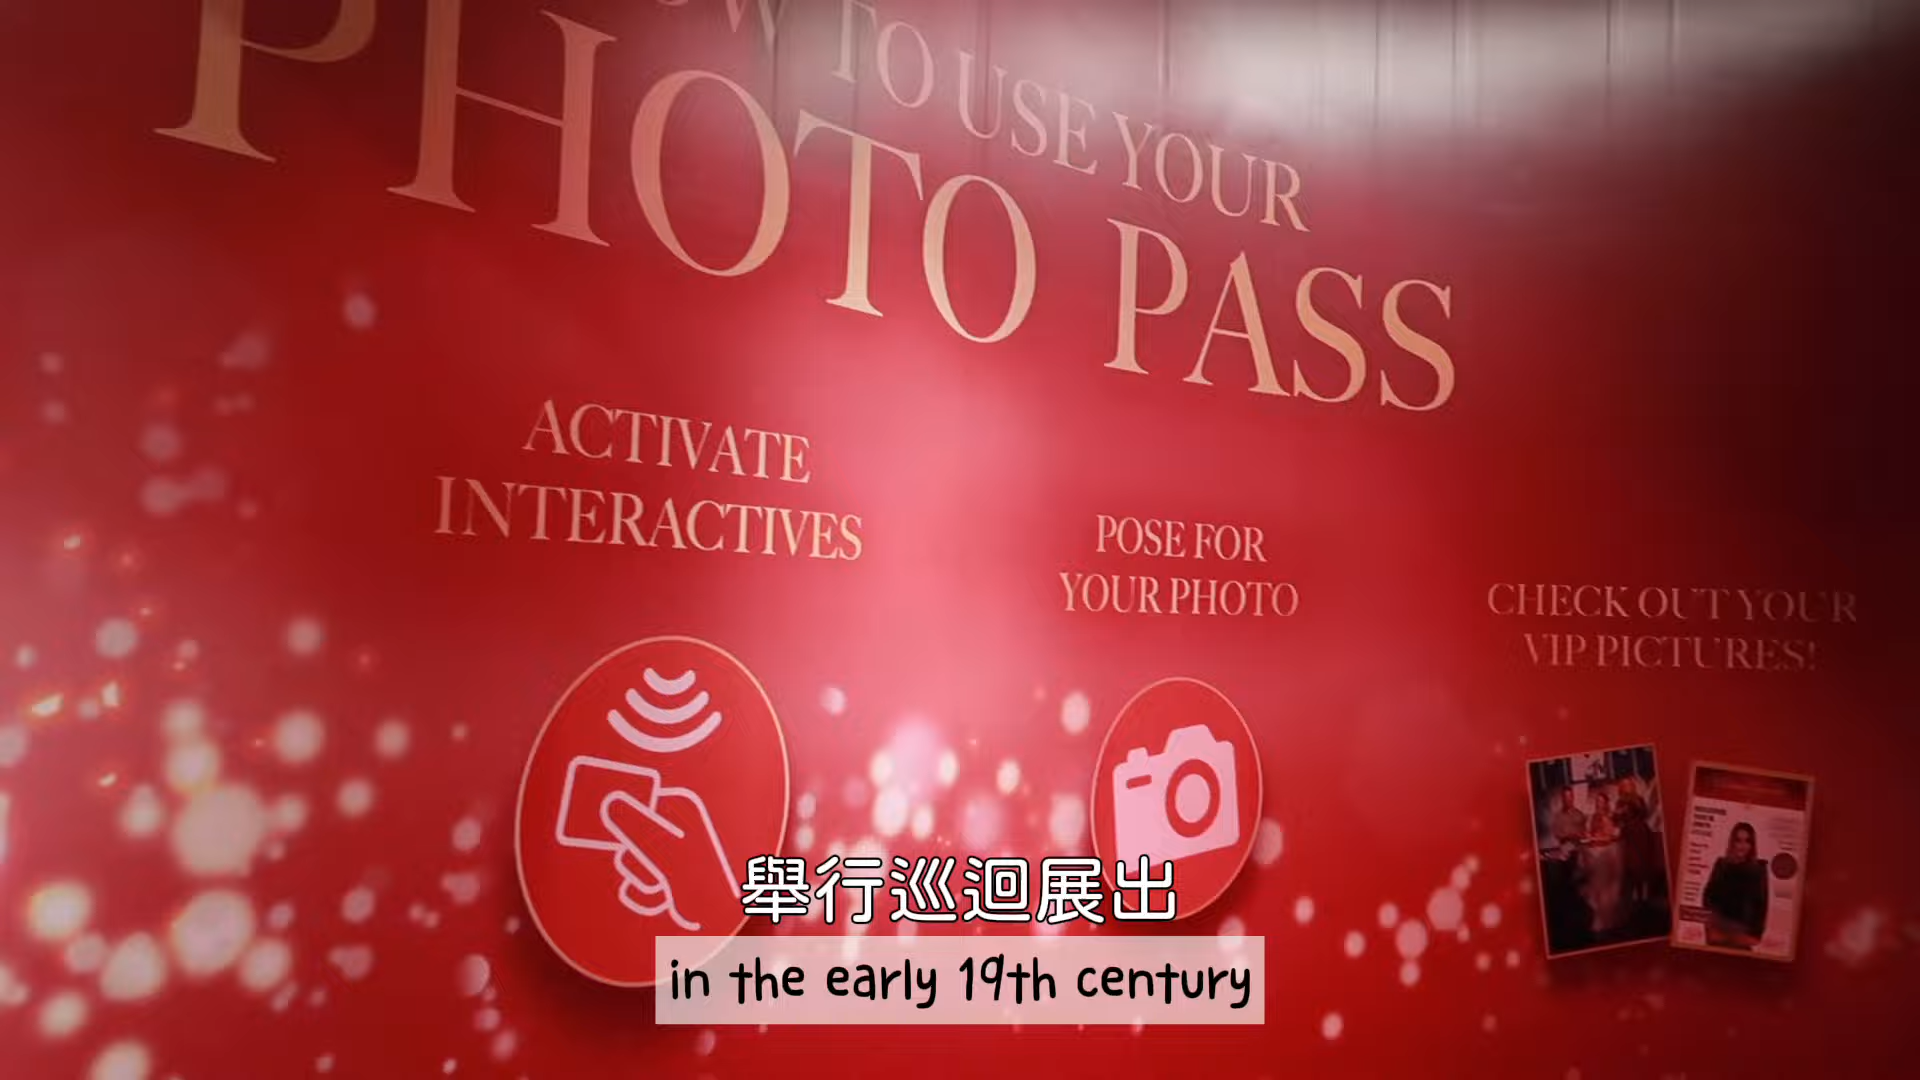 TO USE YOUR
PHOTO PASS
ACTIVATE
INTERACTIVES
POSE FOR
YOUR PHOTO
CHECK OUT YOUR
VIP PICTURES!
舉行巡迴展出
in the early 19th century